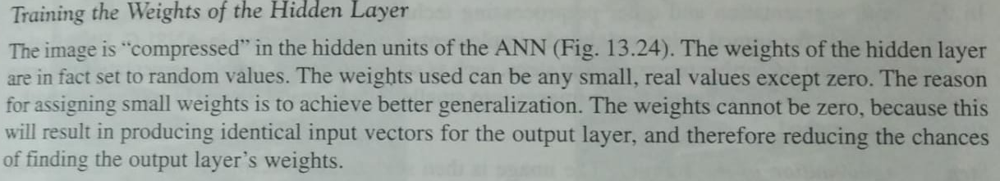 Training the Weights of the Hidden Layer
The image is “compressed” in the hidden units of the ANN (Fig. 13.24). The weights of the hidden layer
are in fact set to random values. The weights used can be any small, real values except zero. The reason
for assigning small weights is to achieve better generalization. The weights cannot be zero, because this
will result in producing identical input vectors for the output layer, and therefore reducing the chances
of finding the output layer’s weights.